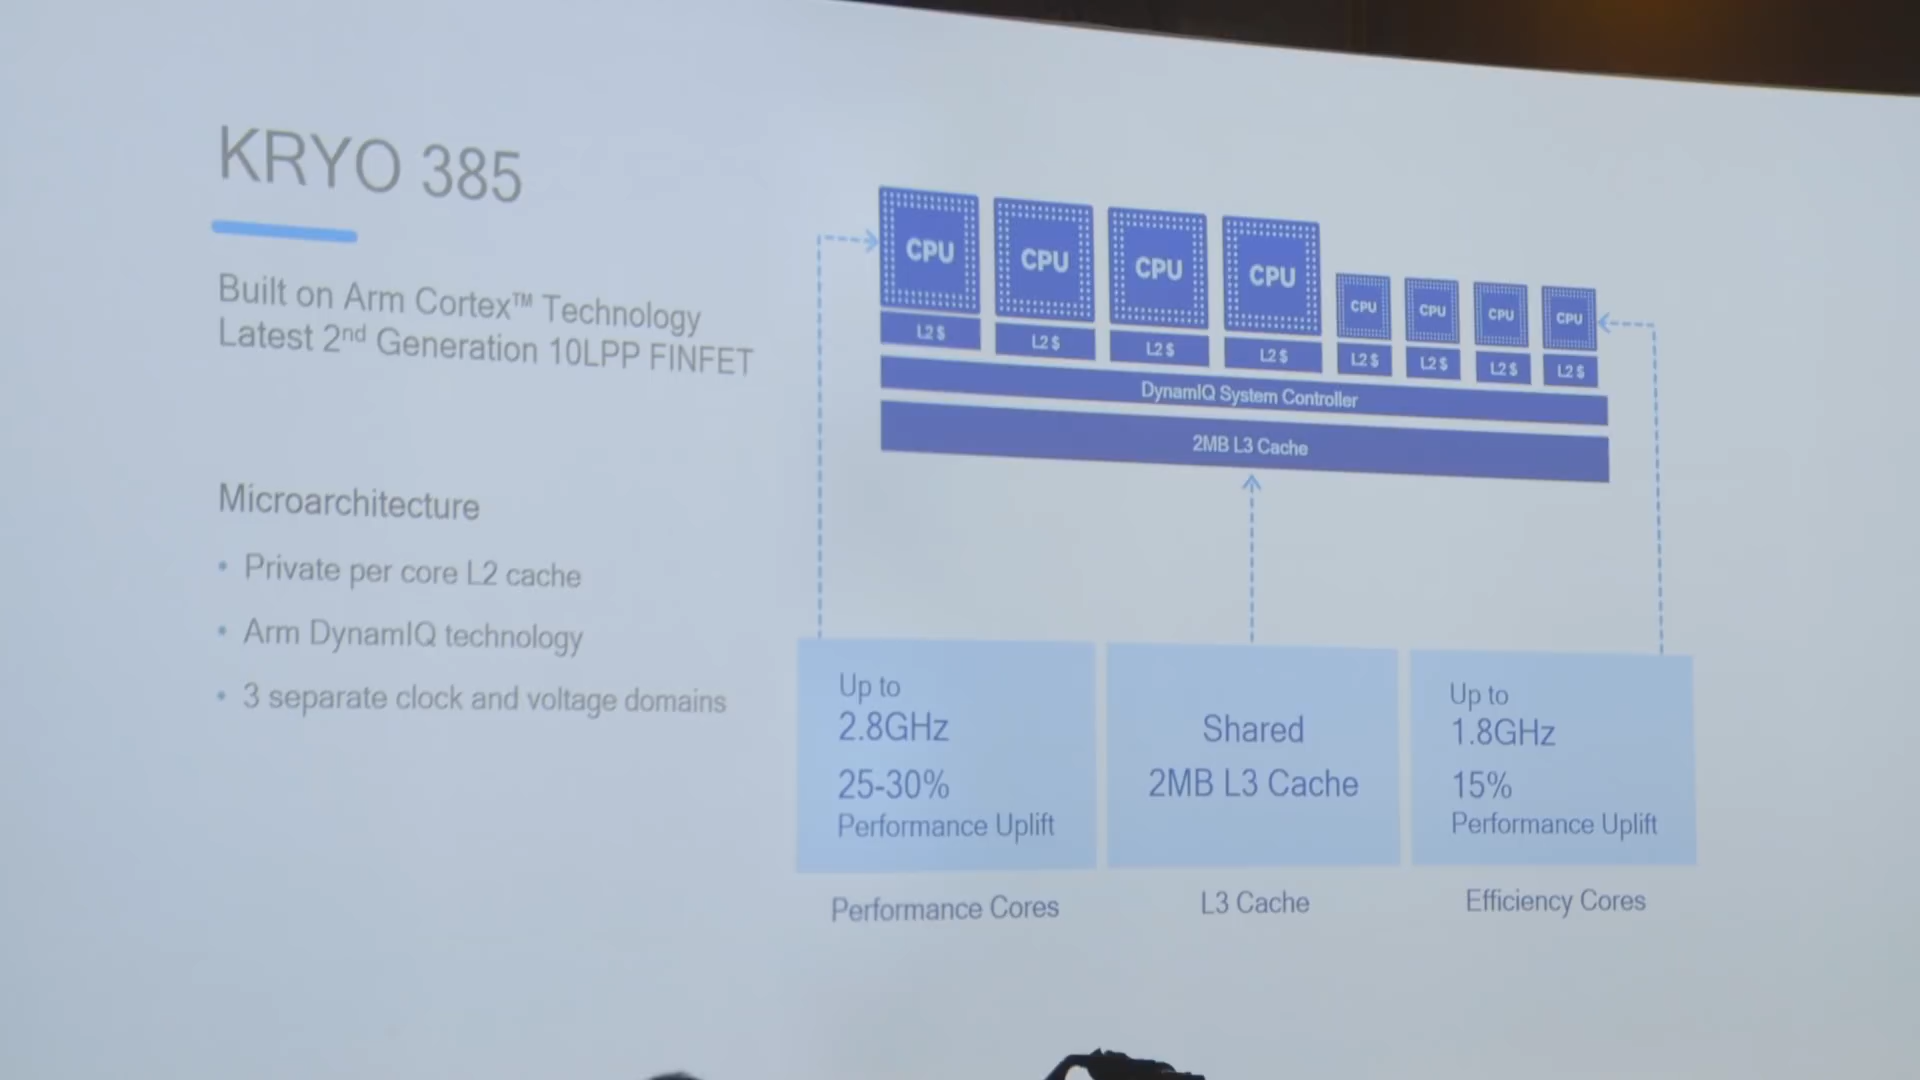 KRYO 385
Built on Arm Cortex™ Technology
Latest 2nd Generation 10LPP FINFET
Microarchitecture
• Private per core L2 cache
• Arm DynamIQ technology
• 3 separate clock and voltage domains
CPU CPU CPU CPU CPU CPU CPU CPU
L2 $ L2 $ L2 $ L2 $ L2 $ L2 $ L2 $ L2 $
DynamIQ System Controller
2MB L3 Cache
Up to
2.8GHz
25-30%
Performance Uplift
Performance Cores
Shared
2MB L3 Cache
L3 Cache
Up to
1.8GHz
15%
Performance Uplift
Efficiency Cores